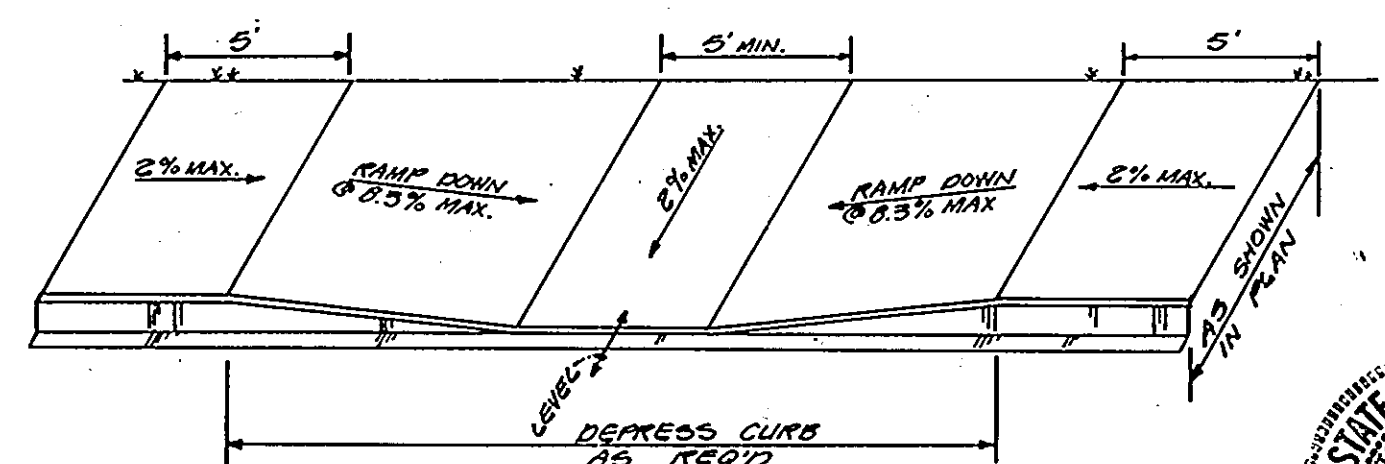 5'
5' MIN.
5'
2% MAX.
RAMP DOWN
@ 8.3% MAX.
2% MAX.
RAMP DOWN
@ 8.3% MAX
2% MAX.
AS SHOWN
IN PLAN
LEVEL
DEPRESS CURB
AS REQ'D
STATE